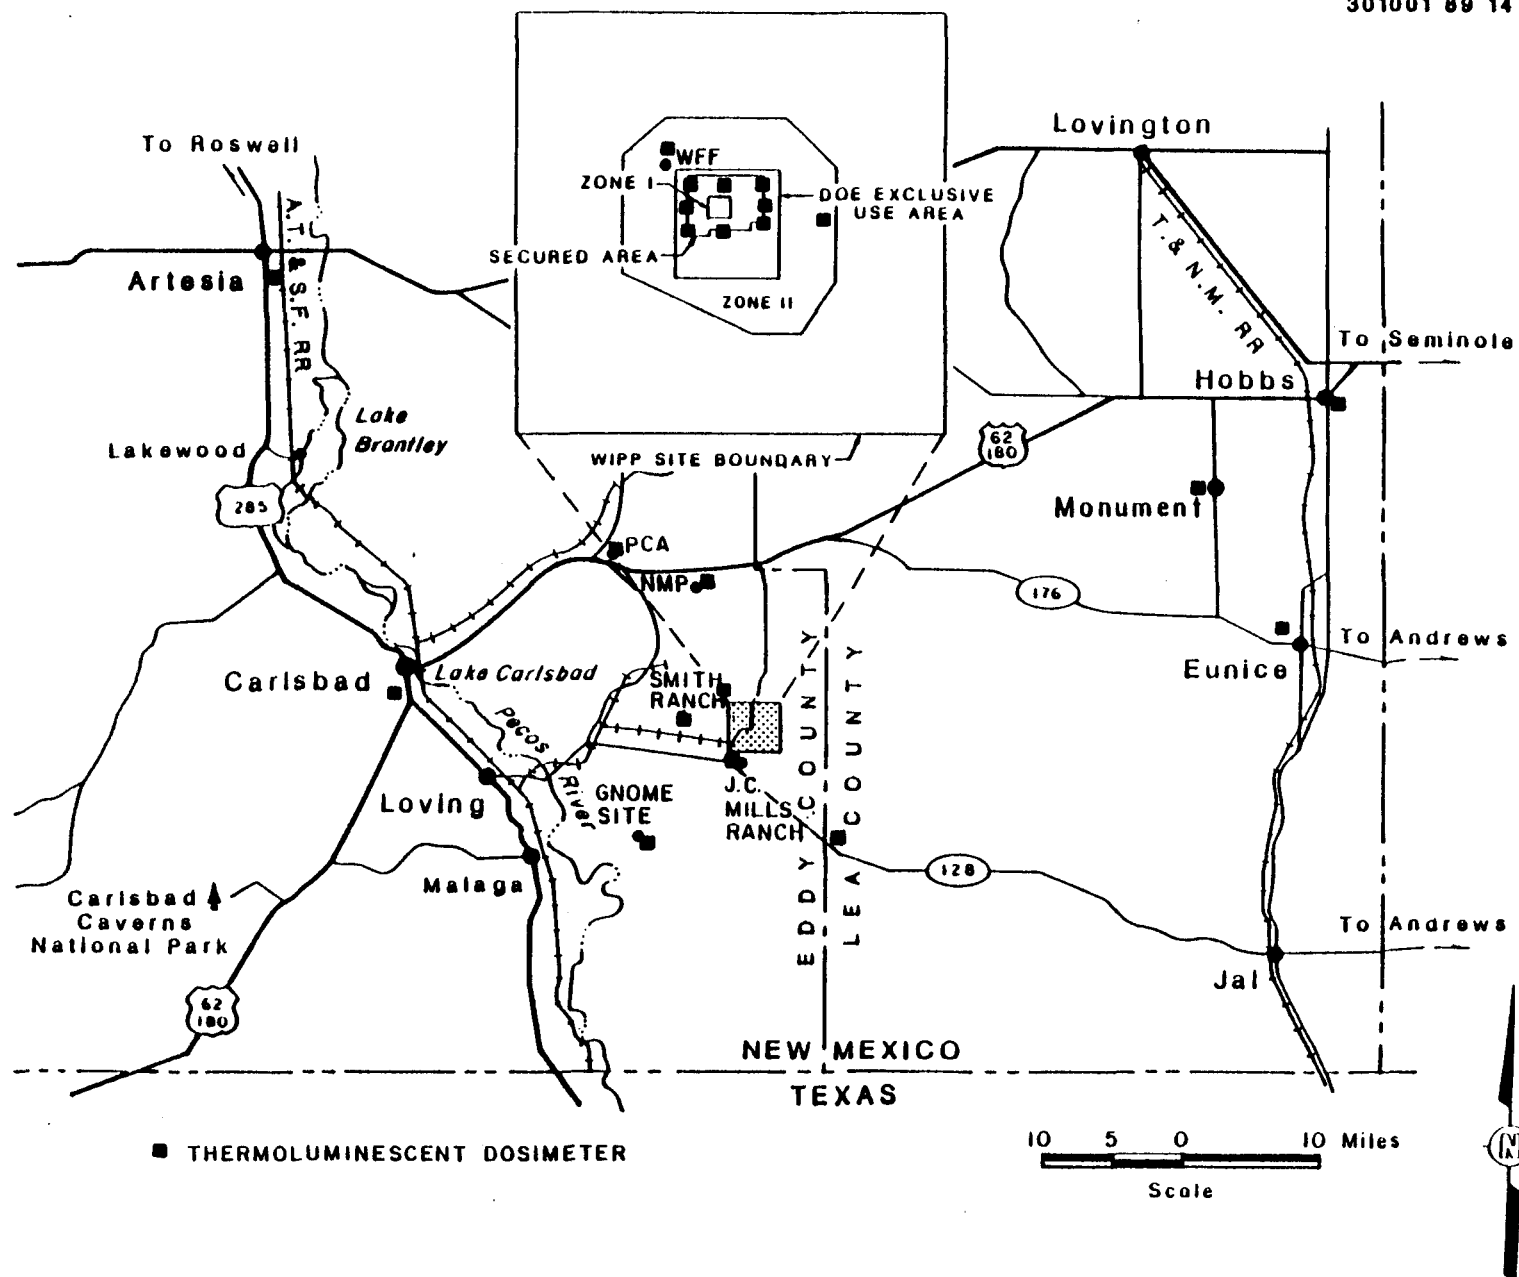 301001 89 14
To Roswell
Lovington
WFF
ZONE I
DOE EXCLUSIVE
USE AREA
A.T. & S.F. RR
T. & N.M. RR
SECURED AREA
Artesia
ZONE II
To Seminole
Hobbs
Lake
Brantley
Lakewood
WIPP SITE BOUNDARY
62
180
285
Monument
PCA
NMP
176
To Andrews
Eunice
Carlsbad
Lake Carlsbad
SMITH
RANCH
Pecos
River
EDDY COUNTY
LEA COUNTY
Loving
GNOME
SITE
J.C.
MILLS
RANCH
128
Malaga
Carlsbad
Caverns
National Park
To Andrews
Jal
62
180
NEW MEXICO
TEXAS
THERMOLUMINESCENT DOSIMETER
10 5 0 10 Miles
Scale
N